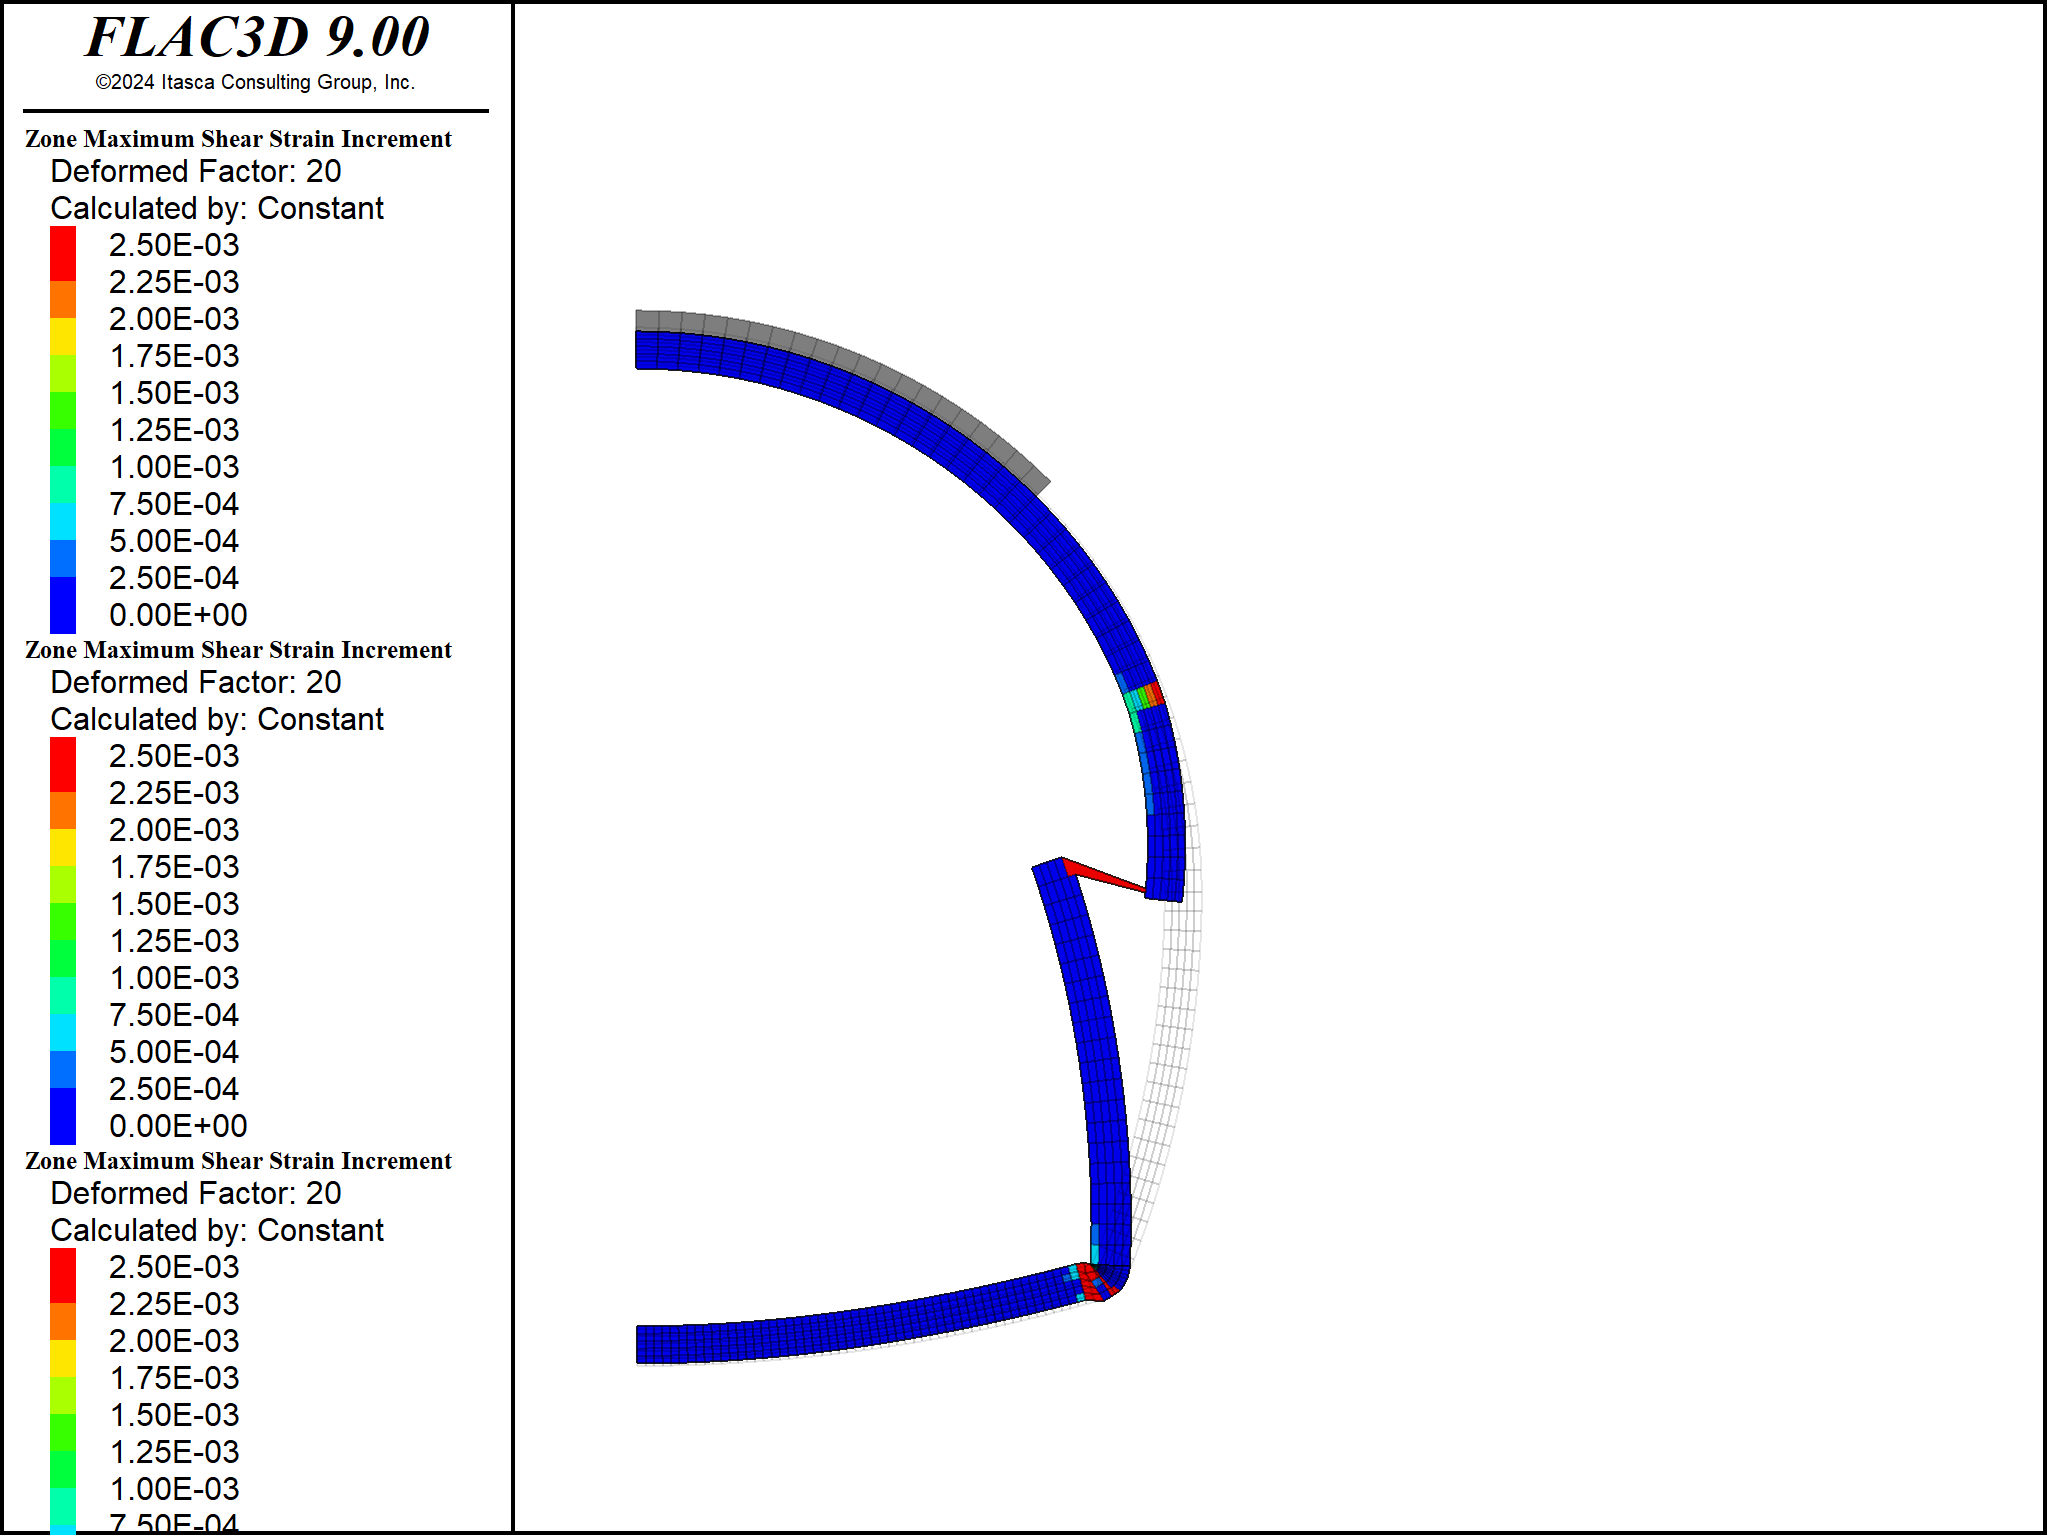 FLAC3D 9.00
©2024 Itasca Consulting Group, Inc.
Zone Maximum Shear Strain Increment
Deformed Factor: 20
Calculated by: Constant
2.50E-03
2.25E-03
2.00E-03
1.75E-03
1.50E-03
1.25E-03
1.00E-03
7.50E-04
5.00E-04
2.50E-04
0.00E+00
Zone Maximum Shear Strain Increment
Deformed Factor: 20
Calculated by: Constant
2.50E-03
2.25E-03
2.00E-03
1.75E-03
1.50E-03
1.25E-03
1.00E-03
7.50E-04
5.00E-04
2.50E-04
0.00E+00
Zone Maximum Shear Strain Increment
Deformed Factor: 20
Calculated by: Constant
2.50E-03
2.25E-03
2.00E-03
1.75E-03
1.50E-03
1.25E-03
1.00E-03
7.50E-04